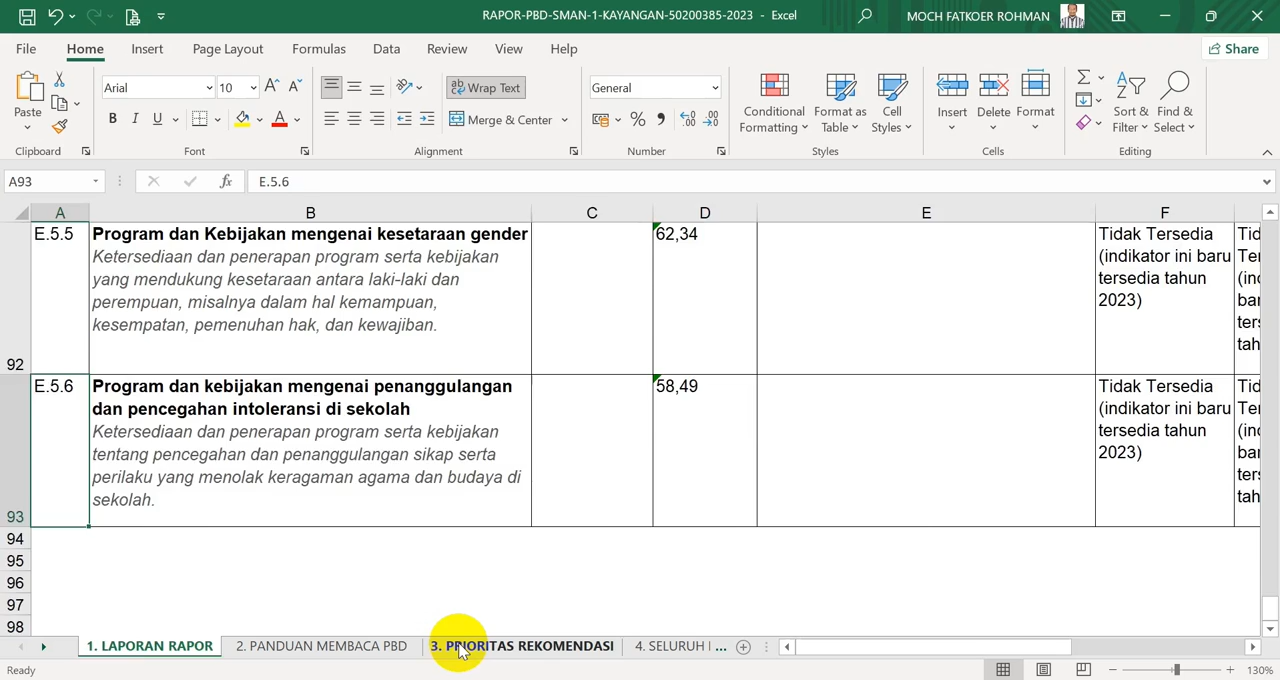 RAPOR-PBD-SMAN-1-KAYANGAN-50200385-2023 - Excel
MOCH FATKOER ROHMAN
File Home Insert Page Layout Formulas Data Review View Help
Share
Paste
Clipboard
Arial 10
B I U
Font
Wrap Text
Merge & Center
Alignment
General
Number
Conditional Formatting
Format as Table
Cell Styles
Styles
Insert Delete Format
Cells
Sort & Filter
Find & Select
Editing
A93
fx
E.5.6
A B C D E F
E.5.5
Program dan Kebijakan mengenai kesetaraan gender
Ketersediaan dan penerapan program serta kebijakan
yang mendukung kesetaraan antara laki-laki dan
perempuan, misalnya dalam hal kemampuan,
kesempatan, pemenuhan hak, dan kewajiban.
62,34
Tidak Tersedia
(indikator ini baru
tersedia tahun
2023)
92
E.5.6
Program dan kebijakan mengenai penanggulangan
dan pencegahan intoleransi di sekolah
Ketersediaan dan penerapan program serta kebijakan
tentang pencegahan dan penanggulangan sikap serta
perilaku yang menolak keragaman agama dan budaya di
sekolah.
58,49
Tidak Tersedia
(indikator ini baru
tersedia tahun
2023)
93
94
95
96
97
98
1. LAPORAN RAPOR 2. PANDUAN MEMBACA PBD 3. PRIORITAS REKOMENDASI 4. SELURUH ...
Ready
130%